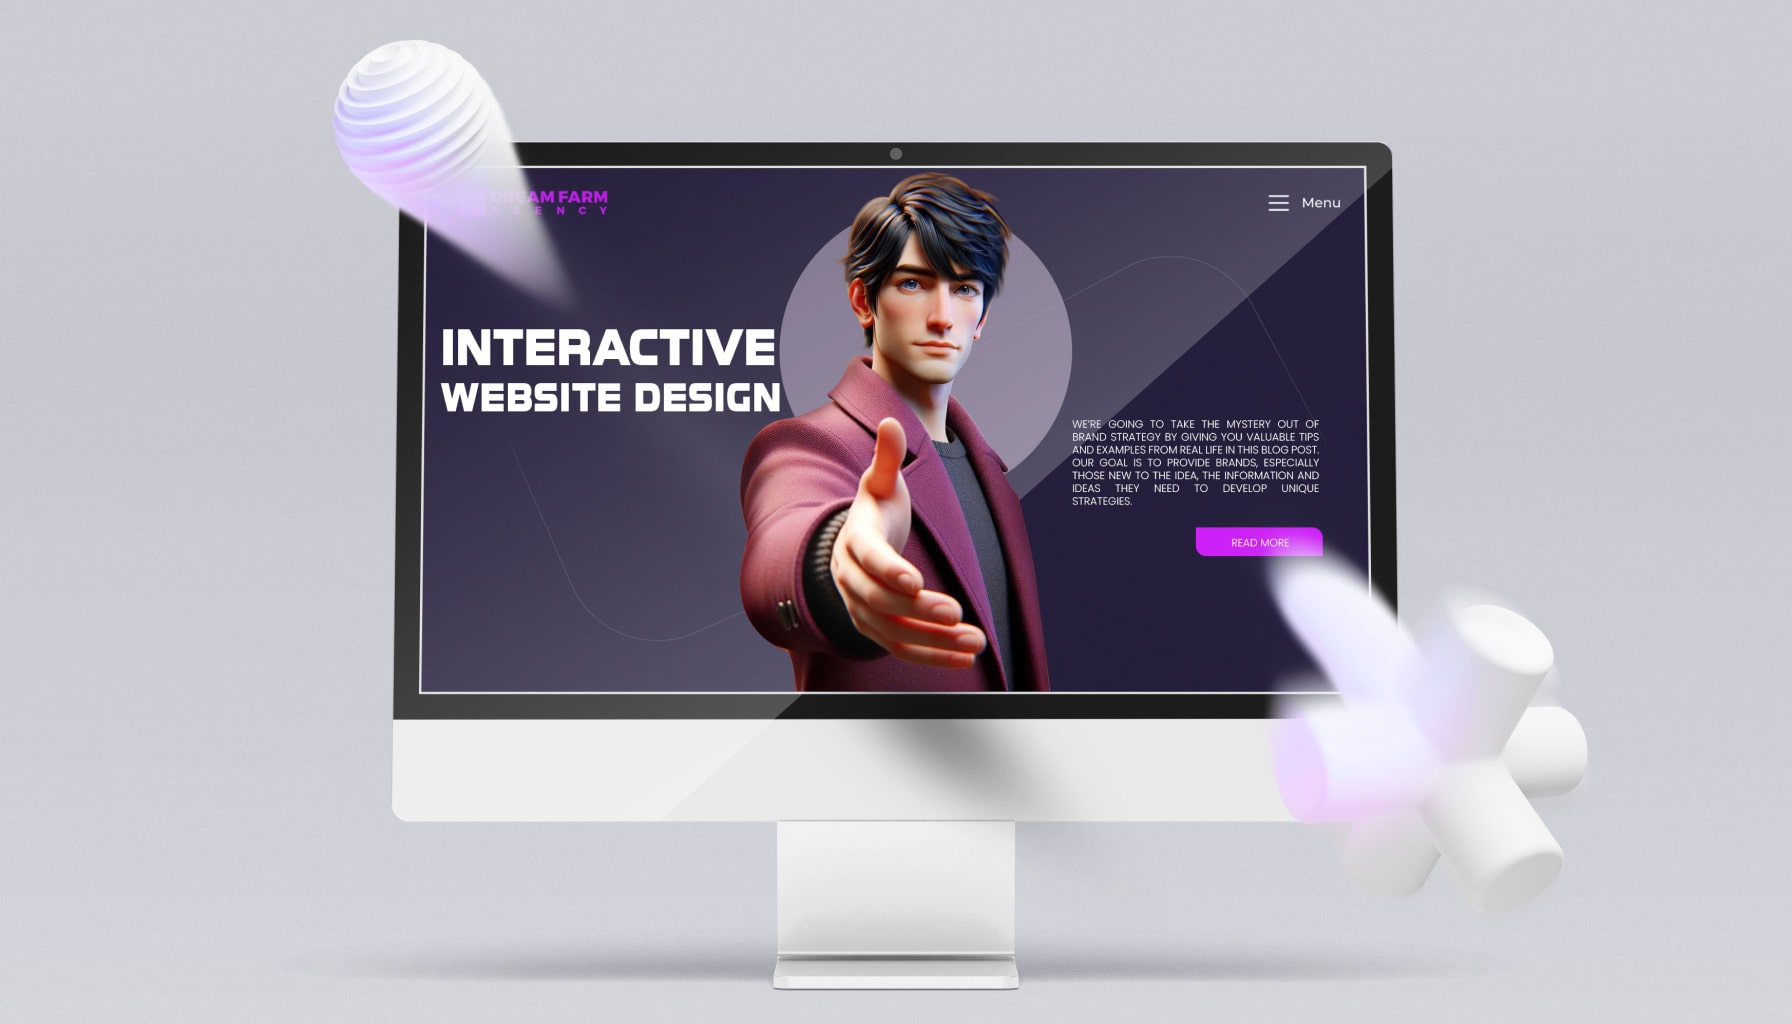 DREAM FARM
AGENCY
Menu
INTERACTIVE
WEBSITE DESIGN
WE'RE GOING TO TAKE THE MYSTERY OUT OF
BRAND STRATEGY BY GIVING YOU VALUABLE TIPS
AND EXAMPLES FROM REAL LIFE IN THIS BLOG POST.
OUR GOAL IS TO PROVIDE BRANDS, ESPECIALLY
THOSE NEW TO THE IDEA, THE INFORMATION AND
IDEAS THEY NEED TO DEVELOP UNIQUE
STRATEGIES.
READ MORE